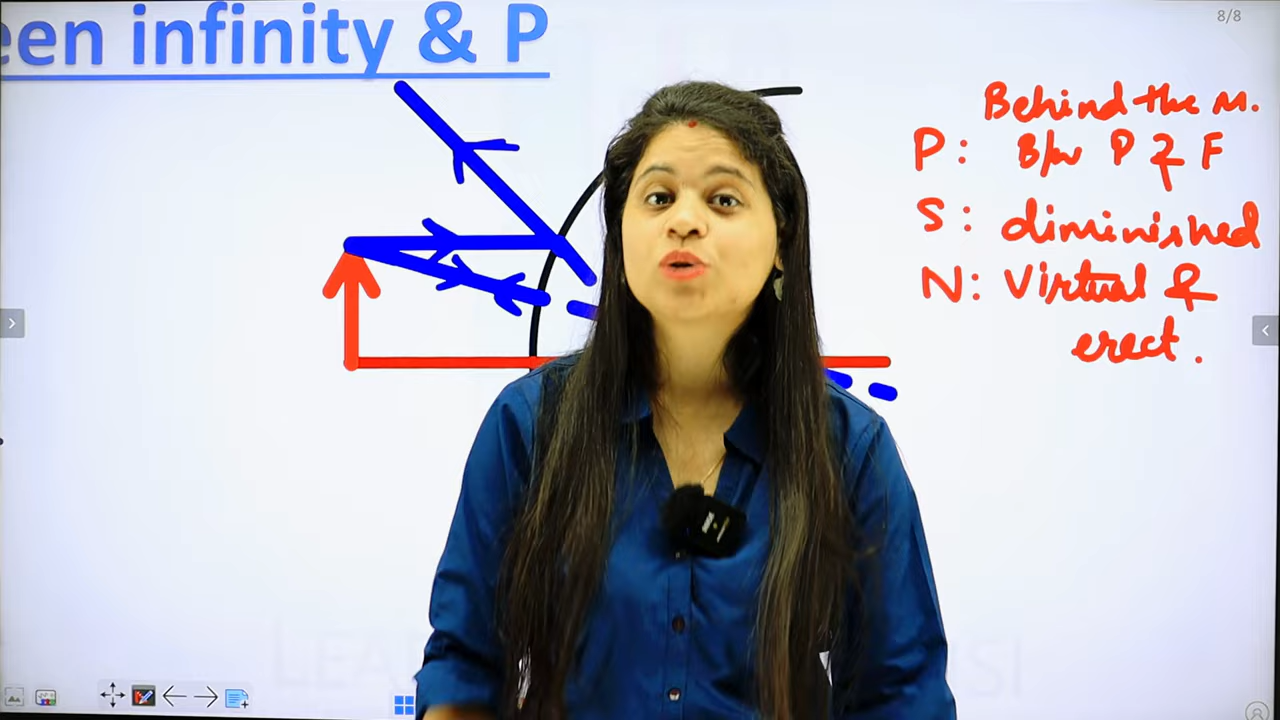 een infinity & P
8/8
Behind the M.
P: B/w P & F
S: diminished
N: Virtual &
erect.